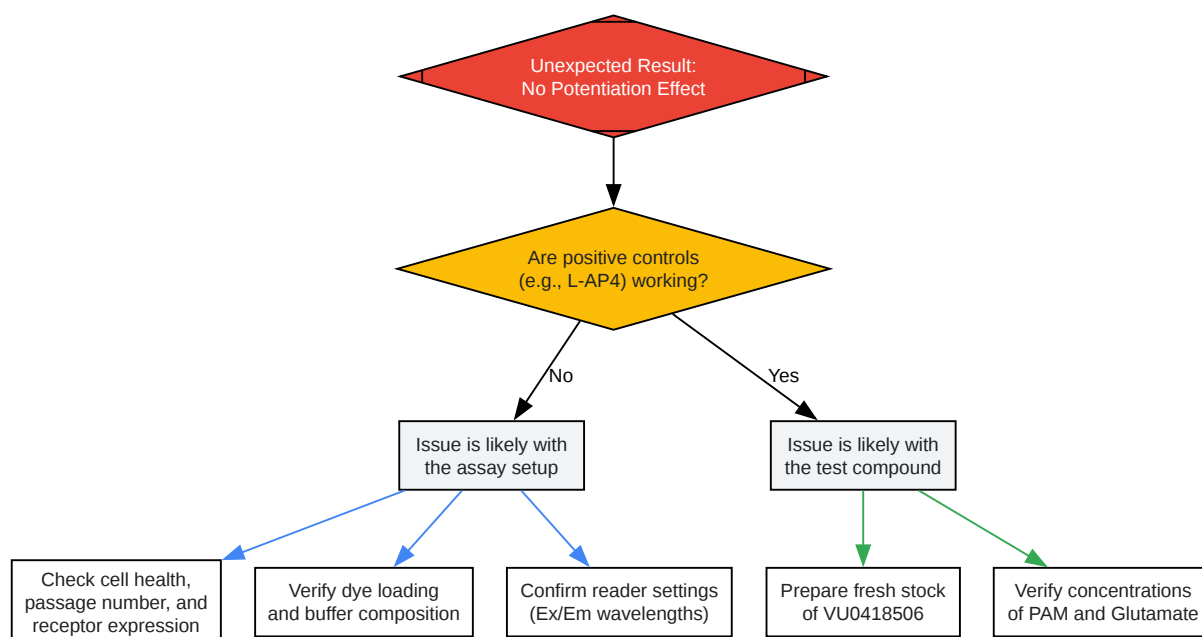 Unexpected Result:
No Potentiation Effect
Are positive controls
(e.g., L-AP4) working?
No
Yes
Issue is likely with
the assay setup
Issue is likely with
the test compound
Check cell health,
passage number, and
receptor expression
Verify dye loading
and buffer composition
Confirm reader settings
(Ex/Em wavelengths)
Prepare fresh stock
of VU0418506
Verify concentrations
of PAM and Glutamate